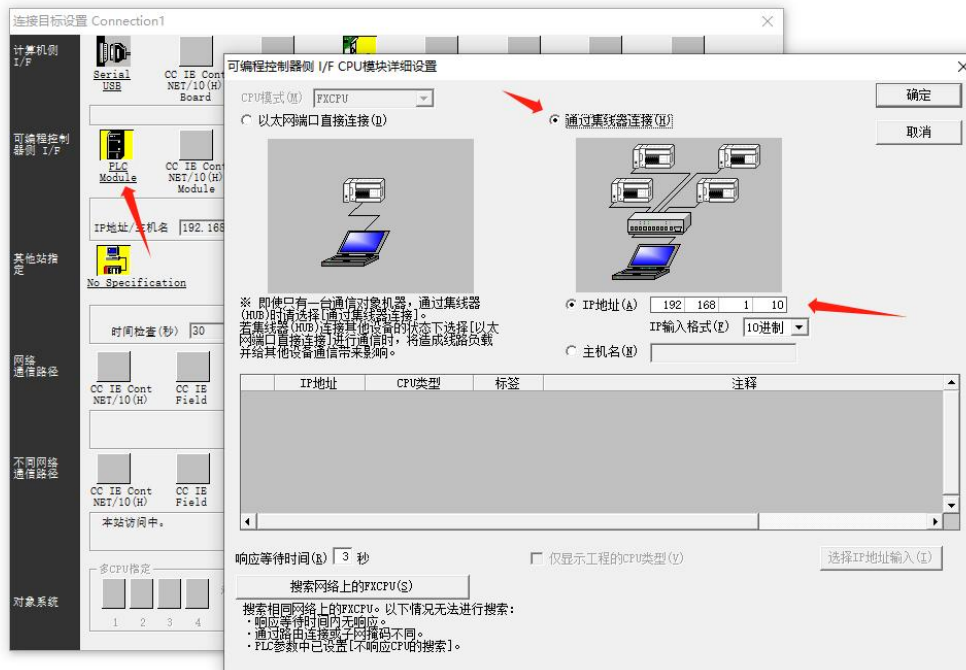 连接目标设置 Connection1
计算机侧
I/F
Serial
USB
CC IE Cont
NET/10(H)
Board
可编程控制
器侧 I/F
PLC
Module
CC IE Cont
NET/10(H)
Module
IP地址/主机名 192.168
其他站指
定
No Specification
时间检查(秒) 30
网络
通信路径
CC IE Cont
NET/10(H)
CC IE
Field
不同网络
通信路径
CC IE Cont
NET/10(H)
CC IE
Field
本站访问中。
多CPU指定
1 2 3 4
对象系统
可编程控制器侧 I/F CPU模块详细设置
CPU模式(M) FXCPU
确定
取消
以太网端口直接连接(D)
通过集线器连接(H)
※ 即使只有一台通信对象机器，通过集线器
(HUB)时请选择[通过集线器连接]。
若集线器(HUB)连接其他设备的状态下选择[以太
网端口直接连接]进行通信时，将造成线路负载
并给其他设备通信带来影响。
IP地址(A) 192 168 1 10
IP输入格式(F) 10进制
主机名(N)
IP地址 CPU类型 标签 注释
响应等待时间(R) 3 秒
仅显示工程的CPU类型(V)
选择IP地址输入(I)
搜索网络上的FXCPU(S)
搜索相同网络上的FXCPU。以下情况无法进行搜索：
・响应等待时间内无响应。
・通过路由连接或子网掩码不同。
・PLC参数中已设置[不响应CPU的搜索]。